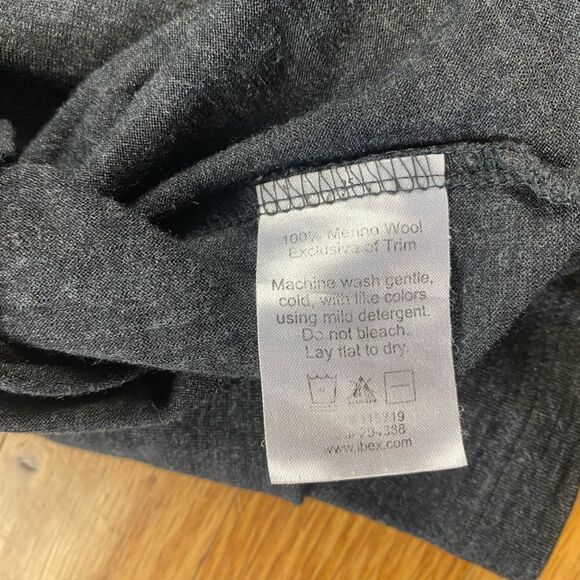 100% Merino Wool
Exclusive of Trim
Machine wash gentle,
cold, with like colors
using mild detergent.
Do not bleach.
Lay flat to dry.
www.ibex.com